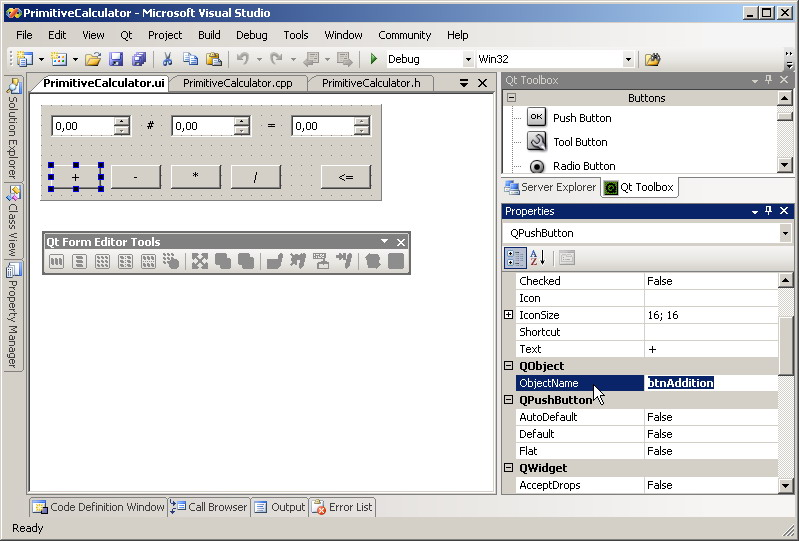 PrimitiveCalculator - Microsoft Visual Studio
File Edit View Qt Project Build Debug Tools Window Community Help
Debug Win32
PrimitiveCalculator.ui PrimitiveCalculator.cpp PrimitiveCalculator.h
0,00 # 0,00 = 0,00
+ - * / <=
Qt Form Editor Tools
Solution Explorer
Class View
Property Manager
Qt Toolbox
Buttons
OK Push Button
Tool Button
Radio Button
Server Explorer Qt Toolbox
Properties
QPushButton
Checked False
Icon
IconSize 16; 16
Shortcut
Text +
QObject
ObjectName btnAddition
QPushButton
AutoDefault False
Default False
Flat False
QWidget
AcceptDrops False
Code Definition Window Call Browser Output Error List
Ready